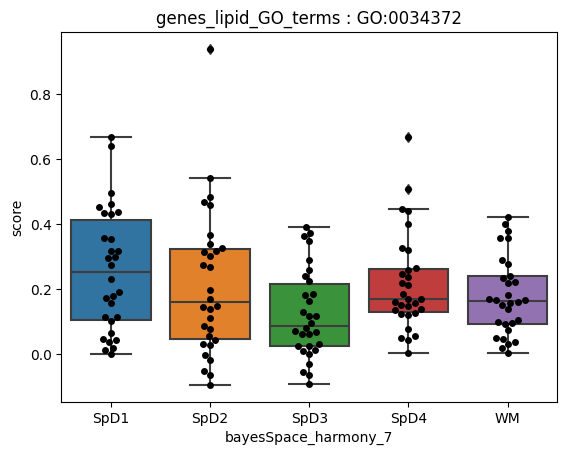 genes_lipid_GO_terms : GO:0034372
score
0.8
0.6
0.4
0.2
0.0
SpD1 SpD2 SpD3 SpD4 WM
bayesSpace_harmony_7